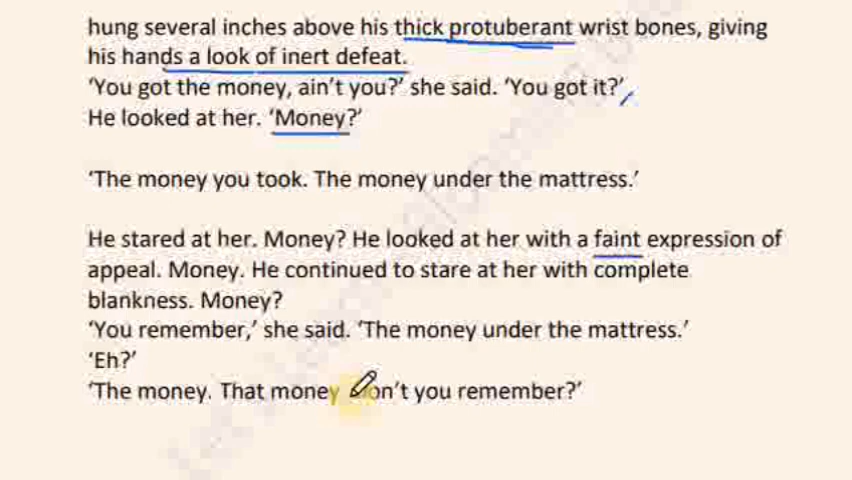 hung several inches above his thick protuberant wrist bones, giving
his hands a look of inert defeat.
‘You got the money, ain’t you?’ she said. ‘You got it?’
He looked at her. ‘Money?’
‘The money you took. The money under the mattress.’
He stared at her. Money? He looked at her with a faint expression of
appeal. Money. He continued to stare at her with complete
blankness. Money?
‘You remember,’ she said. ‘The money under the mattress.’
‘Eh?’
‘The money. That money don’t you remember?’